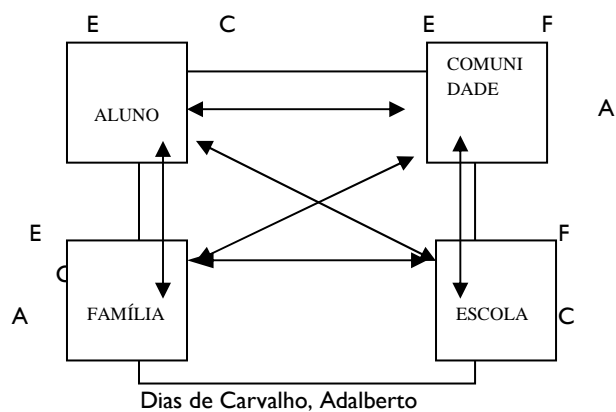 E C E F
ALUNO
COMUNI
DADE
A
E F
C
A FAMÍLIA ESCOLA C
Dias de Carvalho, Adalberto